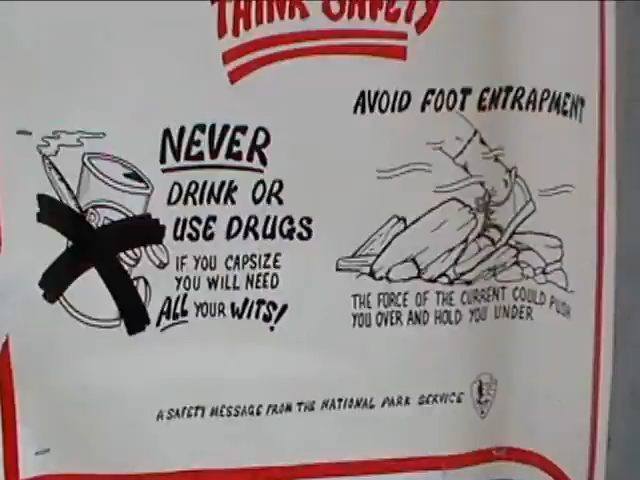 THINK SAFETY
NEVER
DRINK OR
USE DRUGS
IF YOU CAPSIZE
YOU WILL NEED
ALL YOUR WITS!
AVOID FOOT ENTRAPMENT
THE FORCE OF THE CURRENT COULD PUSH
YOU OVER AND HOLD YOU UNDER
A SAFETY MESSAGE FROM THE NATIONAL PARK SERVICE